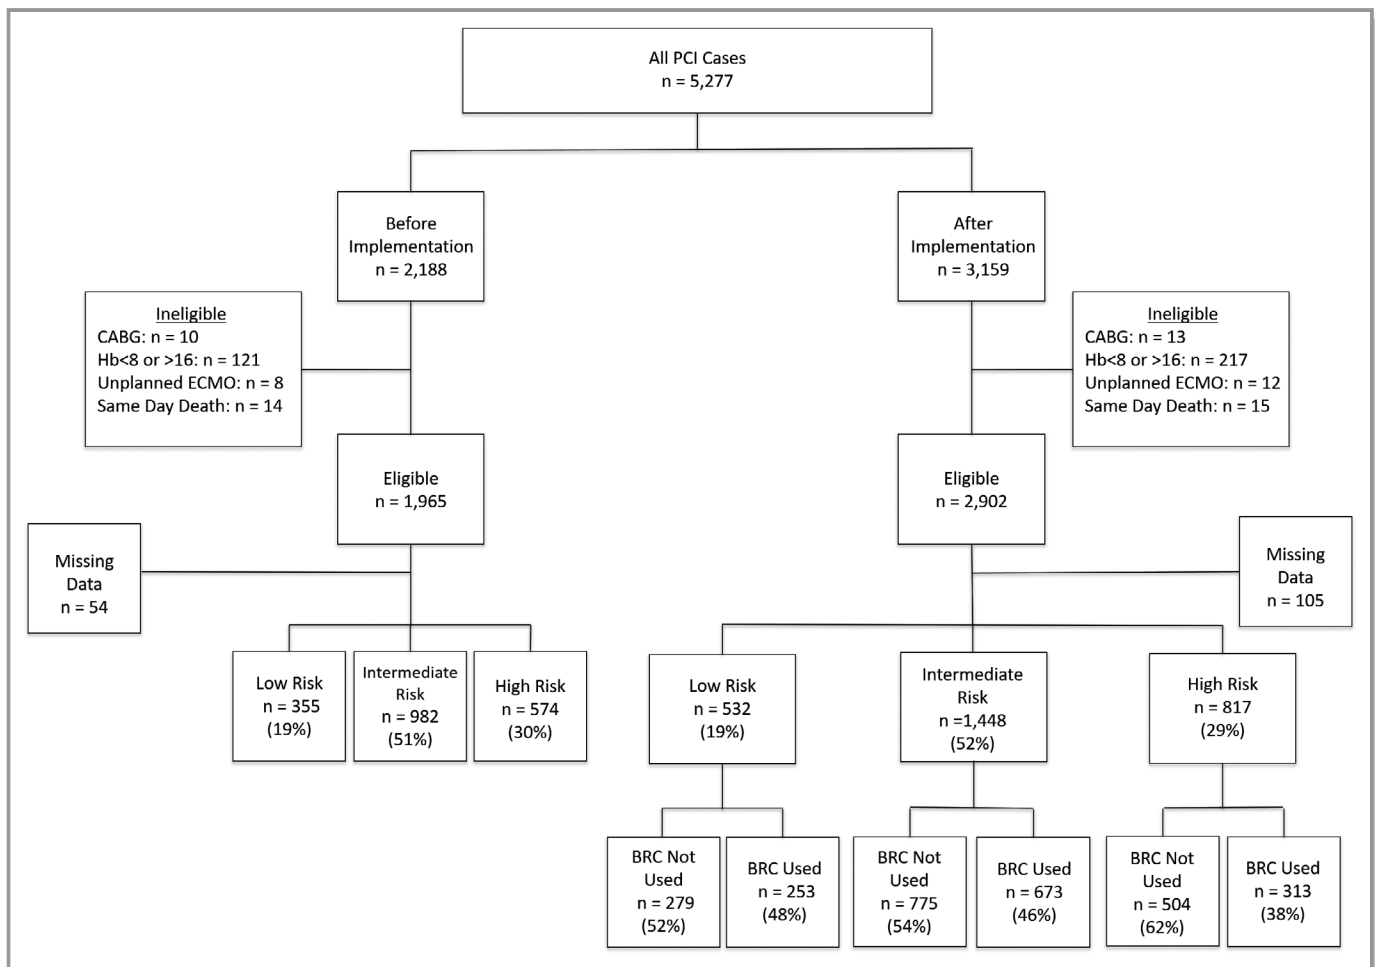 All PCI Cases
n = 5,277
Before
Implementation
n = 2,188
After
Implementation
n = 3,159
Ineligible
CABG: n = 10
Hb<8 or >16: n = 121
Unplanned ECMO: n = 8
Same Day Death: n = 14
Ineligible
CABG: n = 13
Hb<8 or >16: n = 217
Unplanned ECMO: n = 12
Same Day Death: n = 15
Eligible
n = 1,965
Eligible
n = 2,902
Missing
Data
n = 54
Missing
Data
n = 105
Low Risk
n = 355
(19%)
Intermediate
Risk
n = 982
(51%)
High Risk
n = 574
(30%)
Low Risk
n = 532
(19%)
Intermediate
Risk
n =1,448
(52%)
High Risk
n = 817
(29%)
BRC Not
Used
n = 279
(52%)
BRC Used
n = 253
(48%)
BRC Not
Used
n = 775
(54%)
BRC Used
n = 673
(46%)
BRC Not
Used
n = 504
(62%)
BRC Used
n = 313
(38%)